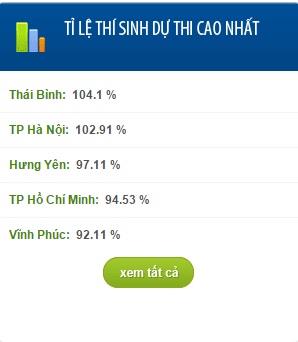 TỈ LỆ THÍ SINH DỰ THI CAO NHẤT
Thái Bình: 104.1 %
TP Hà Nội: 102.91 %
Hưng Yên: 97.11 %
TP Hồ Chí Minh: 94.53 %
Vĩnh Phúc: 92.11 %
xem tất cả